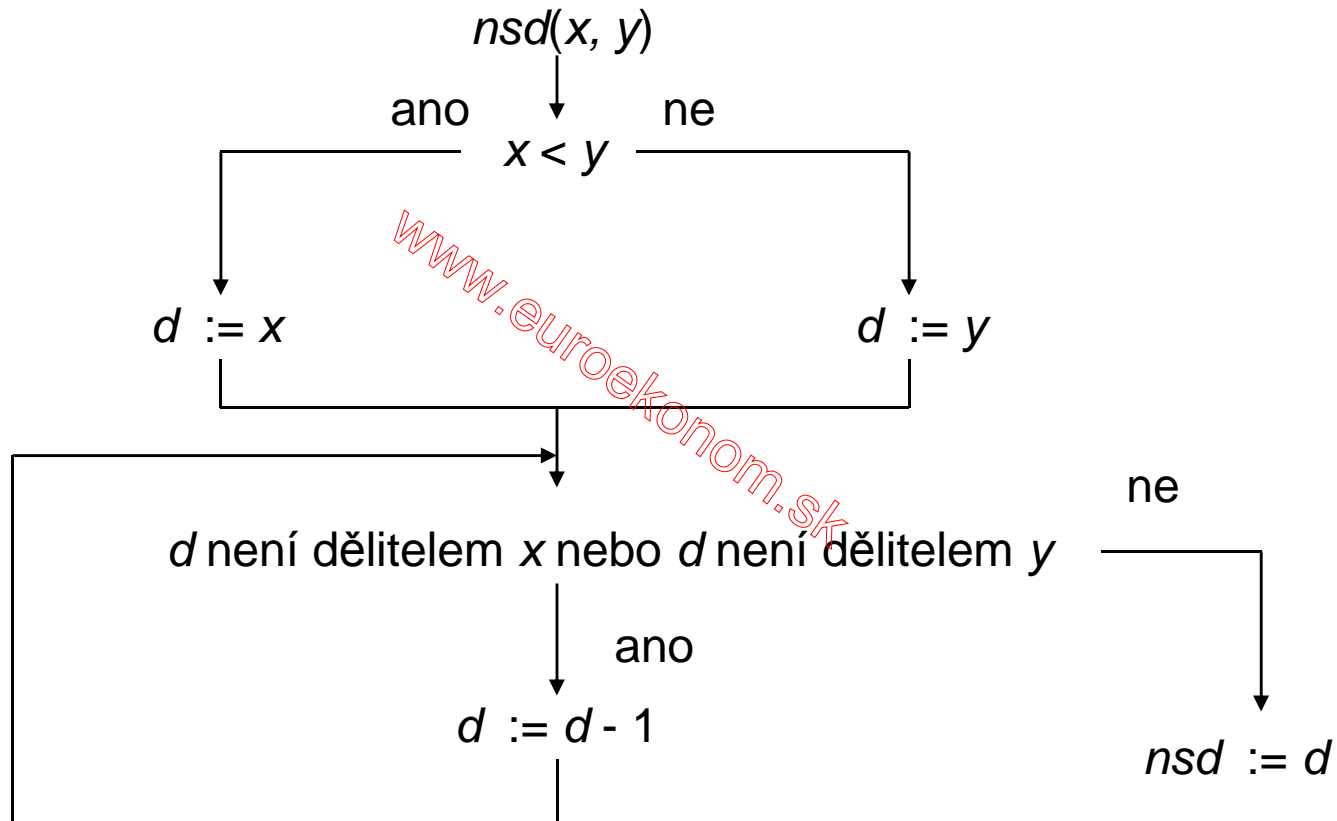 nsd(x, y)
ano
ne
x < y
www.euroekonom.sk
d := x
d := y
ne
d není dělitelem x nebo d není dělitelem y
ano
d := d - 1
nsd := d